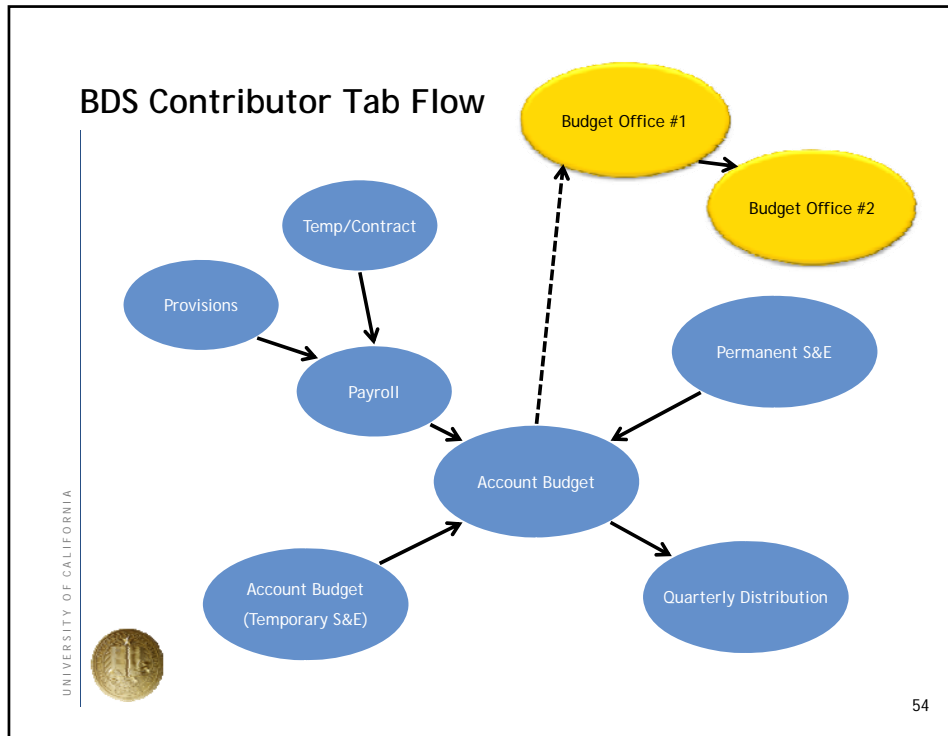 BDS Contributor Tab Flow
Budget Office #1
Budget Office #2
Temp/Contract
Provisions
Permanent S&E
Payroll
Account Budget
Account Budget
(Temporary S&E)
Quarterly Distribution
UNIVERSITY OF CALIFORNIA
54